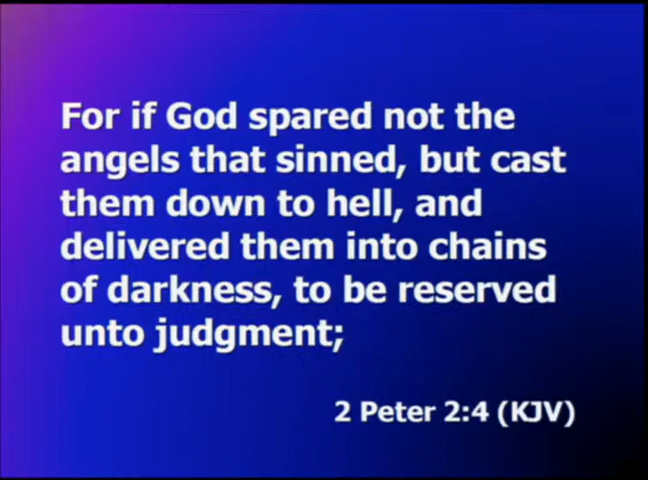 For if God spared not the
angels that sinned, but cast
them down to hell, and
delivered them into chains
of darkness, to be reserved
unto judgment;
2 Peter 2:4 (KJV)